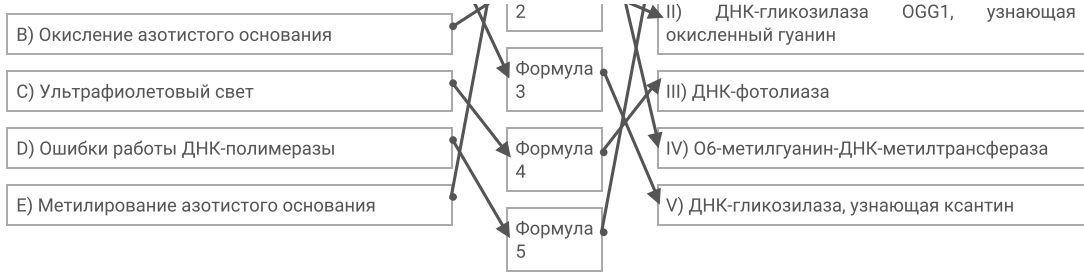 2
II) ДНК-гликозилаза OGG1, узнающая
окисленный гуанин
B) Окисление азотистого основания
Формула
3
C) Ультрафиолетовый свет
III) ДНК-фотолиаза
D) Ошибки работы ДНК-полимеразы
Формула
4
IV) O6-метилгуанин-ДНК-метилтрансфераза
E) Метилирование азотистого основания
V) ДНК-гликозилаза, узнающая ксантин
Формула
5